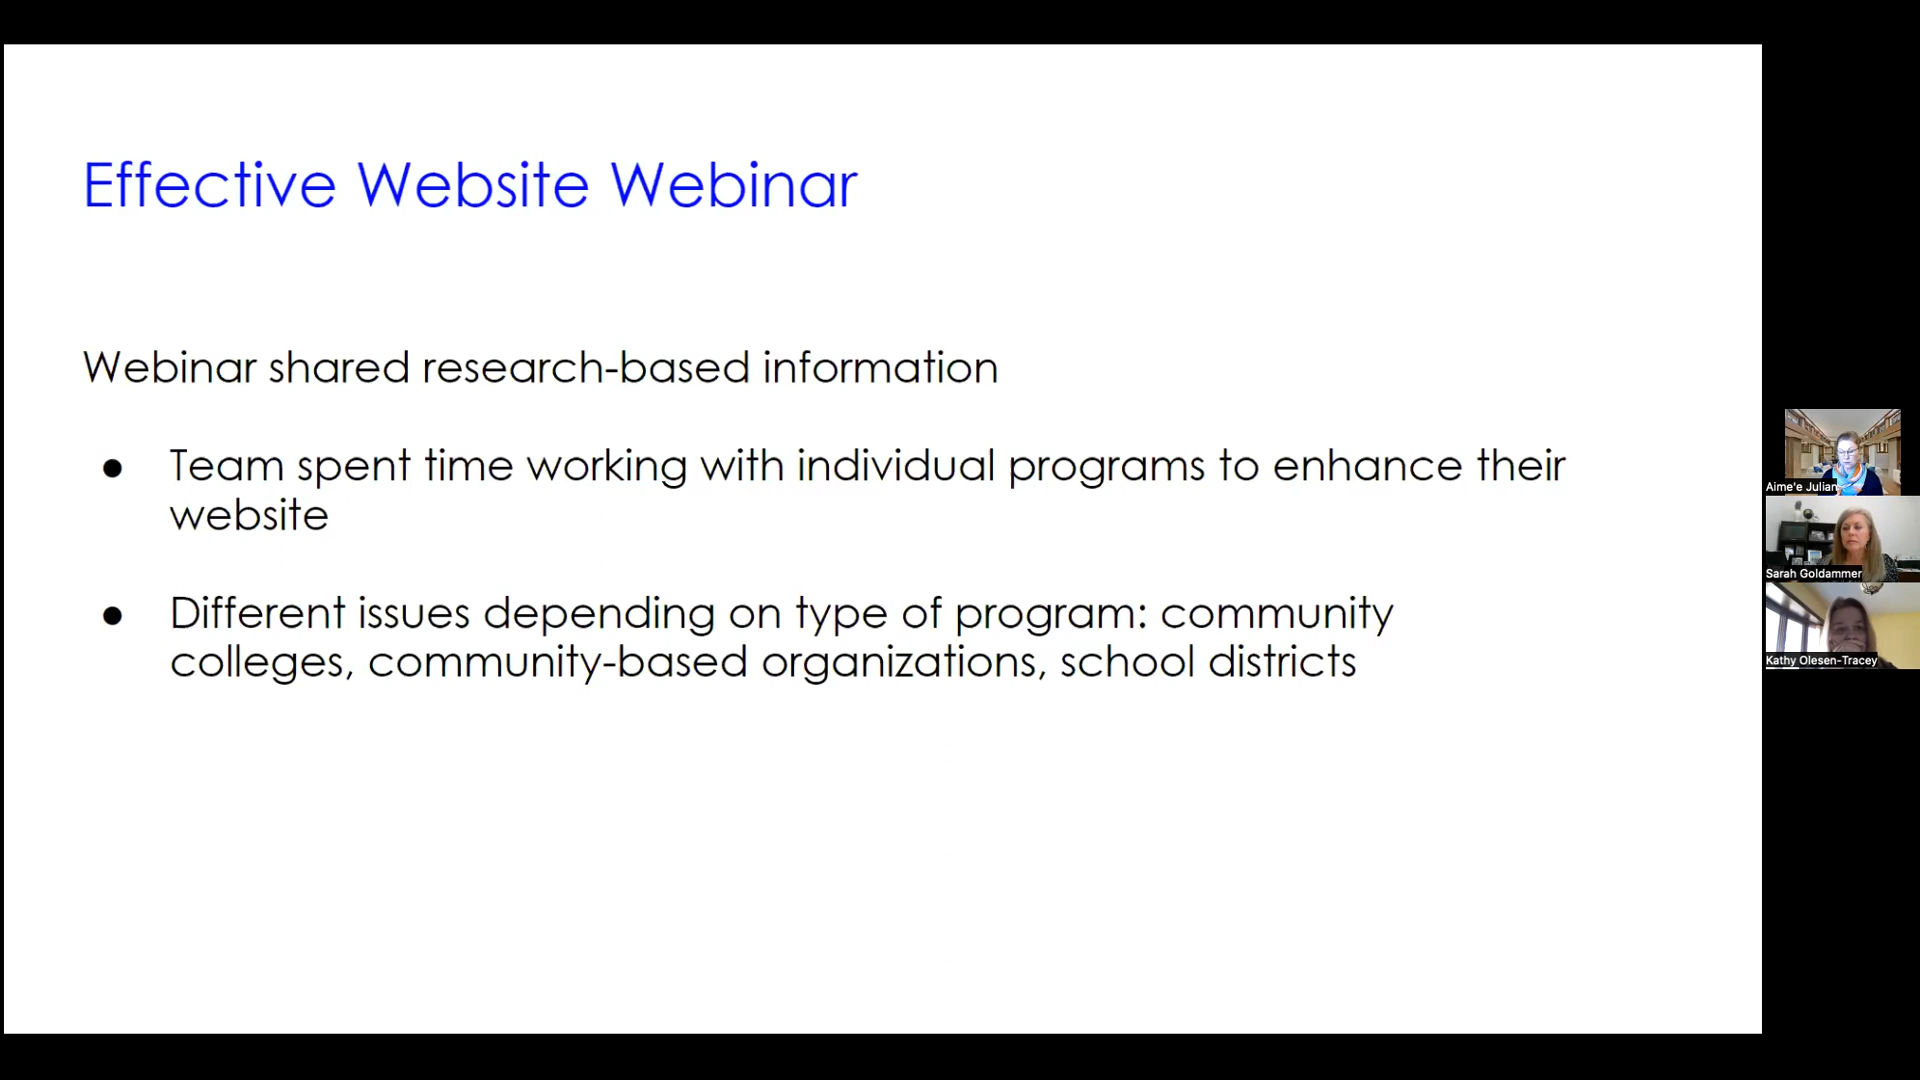 Effective Website Webinar
Webinar shared research-based information
● Team spent time working with individual programs to enhance their
website
● Different issues depending on type of program: community
colleges, community-based organizations, school districts
Aime'e Julian
Sarah Goldammer
Kathy Olesen-Tracey